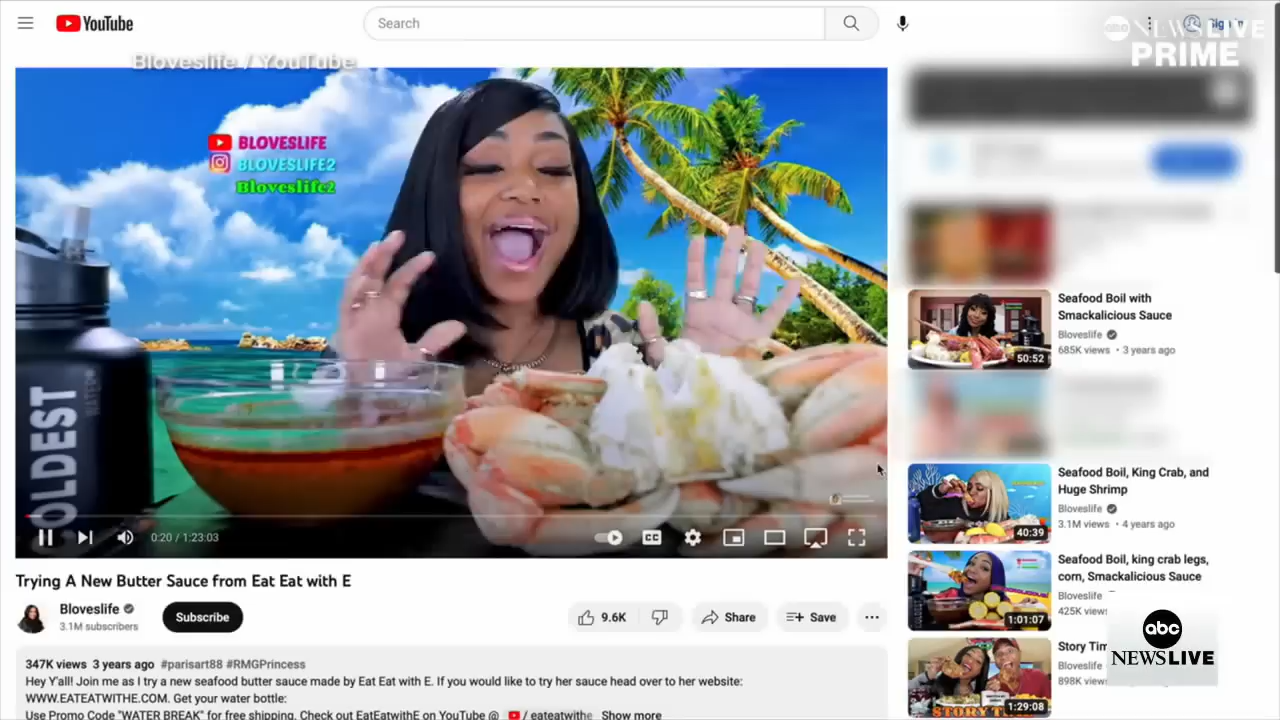 YouTube
Search
Sign in
abc NEWS LIVE
PRIME
Bloveslife / YouTube
BLOVESLIFE
BLOVESLIFE2
Bloveslife2
OLDEST
WATER
0:20 / 1:23:03
CC
Trying A New Butter Sauce from Eat Eat with E
Bloveslife
3.1M subscribers
Subscribe
9.6K
Share
Save
347K views 3 years ago #parisart88 #RMGPrincess
Hey Y'all! Join me as I try a new seafood butter sauce made by Eat Eat with E. If you would like to try her sauce head over to her website:
WWW.EATEATWITHE.COM. Get your water bottle:
Use Promo Code "WATER BREAK" for free shipping. Check out EatEatwithE on YouTube @ / eateatwithe Show more
Seafood Boil with
Smackalicious Sauce
Bloveslife
685K views • 3 years ago
50:52
Seafood Boil, King Crab, and
Huge Shrimp
Bloveslife
3.1M views • 4 years ago
40:39
Seafood Boil, king crab legs,
corn, Smackalicious Sauce
Bloveslife
425K views
1:01:07
Story Tim
Bloveslife
898K
STORY TIME
1:29:08
abc
NEWS LIVE